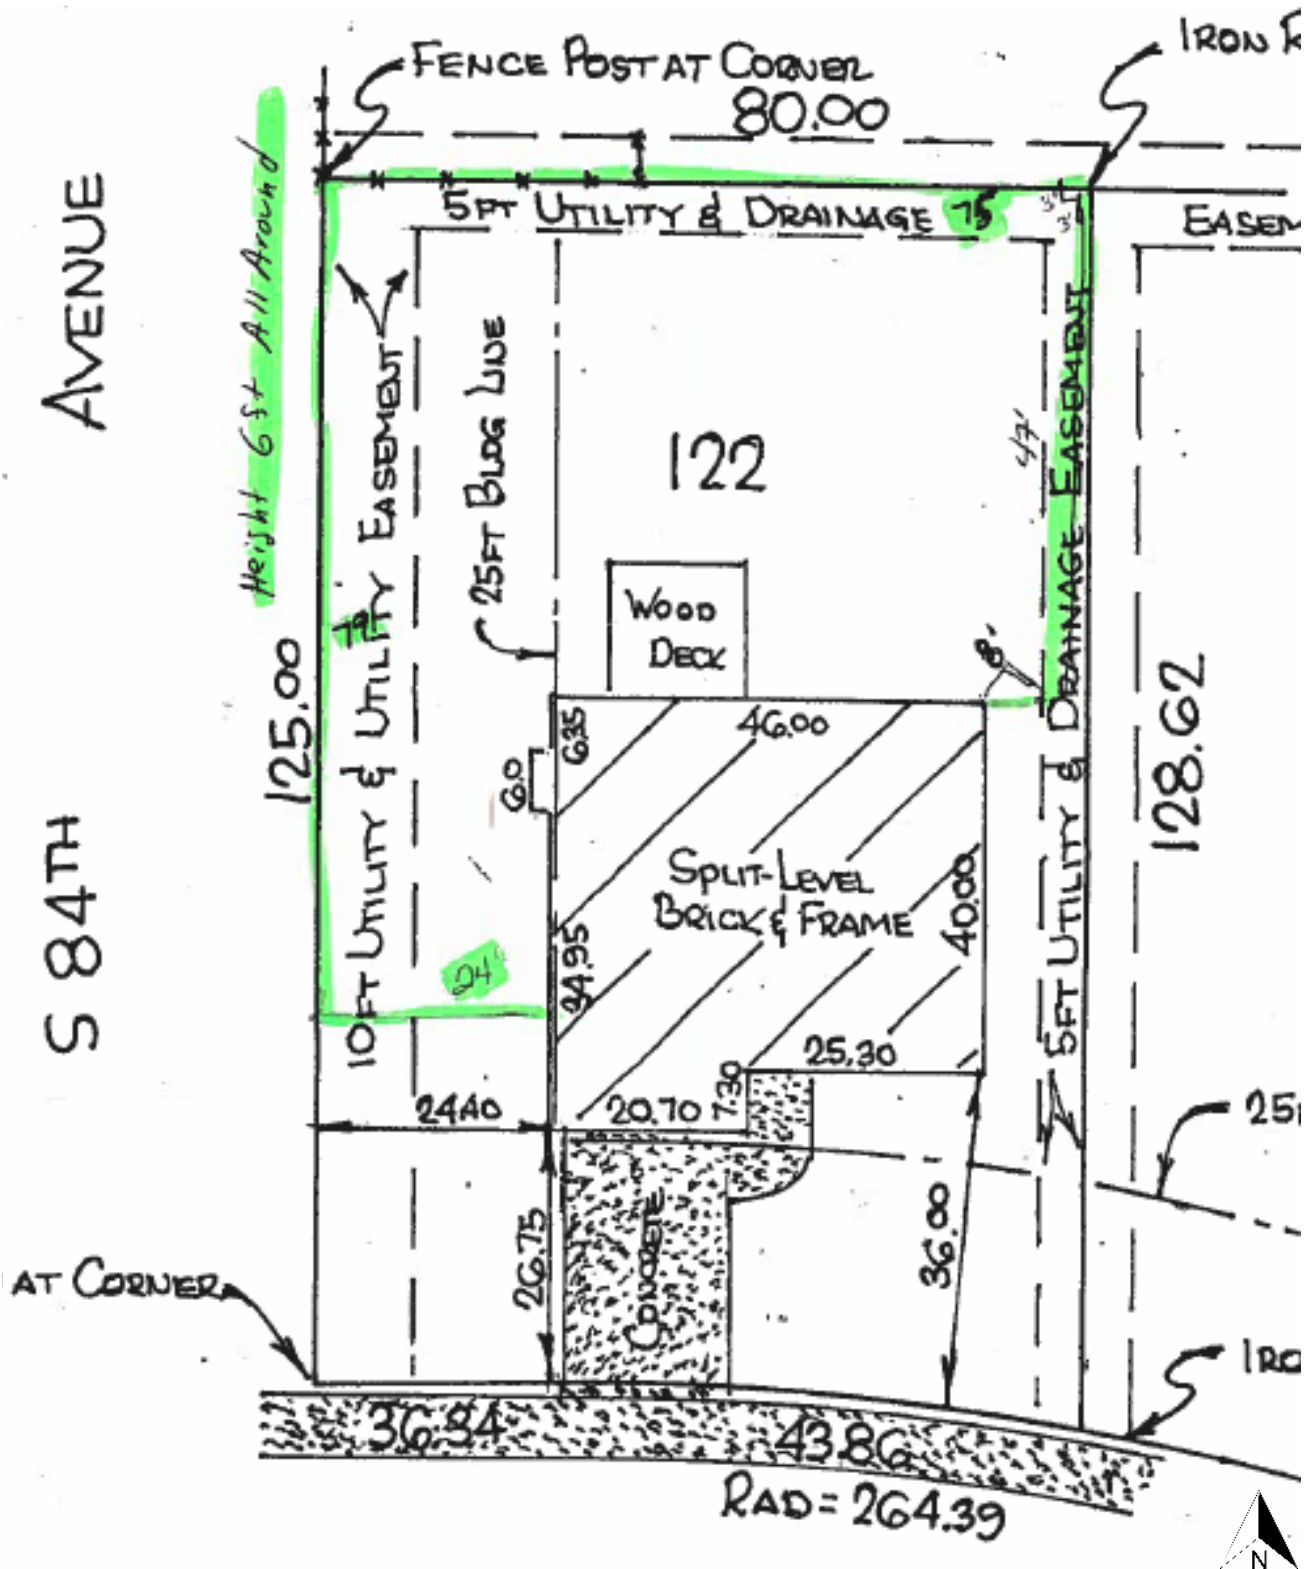 FENCE POST AT CORNER
IRON
80.00
Height 6ft All Around
AVENUE
5FT UTILITY & DRAINAGE
75'
3'
3'
EASEM
10FT UTILITY & UTILITY EASEMENT
25FT BLDG LINE
122
47'
5FT UTILITY & DRAINAGE EASEMENT
WOOD
DECK
79'
8'
125.00
128.62
6.35
46.00
6.0
SPLIT-LEVEL
BRICK & FRAME
40.00
S 84TH
24'
34.95
25.30
24.40
20.70
7.30
25
26.75
CONCRETE
36.00
AT CORNER
IRO
36.34
43.86
RAD = 264.39
N